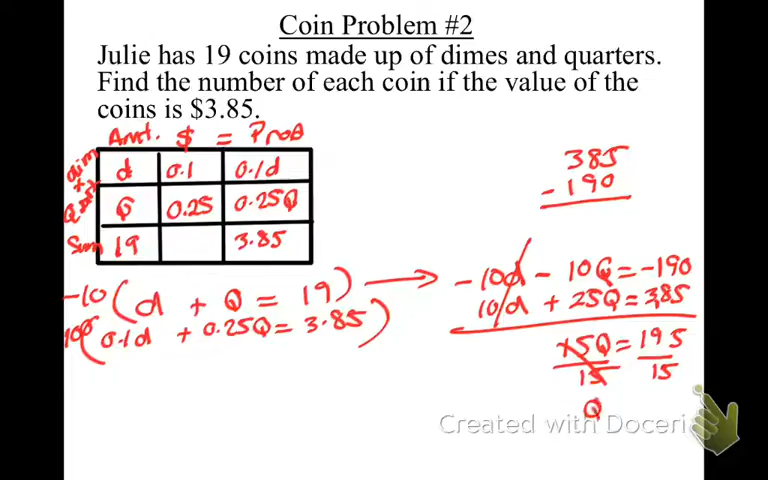 Coin Problem #2
Julie has 19 coins made up of dimes and quarters.
Find the number of each coin if the value of the
coins is $3.85.
Amt. $ = Prod
dim d 0.1 0.1d
+
Quart Q 0.25 0.25Q
Sum 19 3.85
385
- 190
-10(d + Q = 19)
100(0.1d + 0.25Q = 3.85)
-10d - 10Q = -190
10d + 25Q = 385
15Q = 195
15 15
Q
Created with Doceri